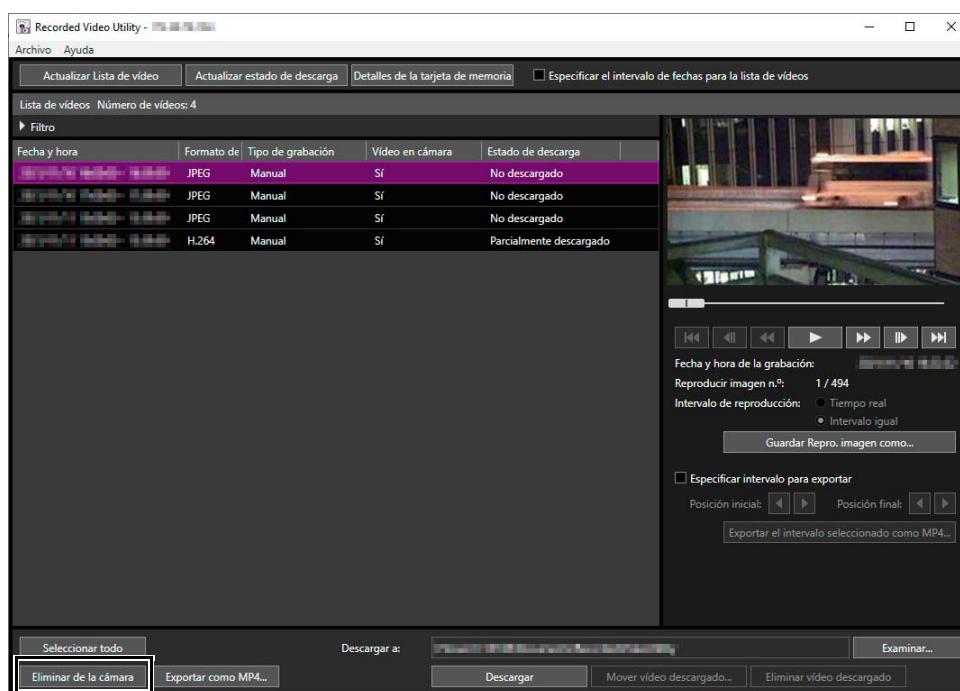 Recorded Video Utility -
Archivo Ayuda
Actualizar Lista de vídeo Actualizar estado de descarga Detalles de la tarjeta de memoria Especificar el intervalo de fechas para la lista de vídeos
Lista de vídeos Número de vídeos: 4
Filtro
Fecha y hora Formato de Tipo de grabación Vídeo en cámara Estado de descarga
JPEG Manual Sí No descargado
JPEG Manual Sí No descargado
JPEG Manual Sí No descargado
H.264 Manual Sí Parcialmente descargado
Fecha y hora de la grabación:
Reproducir imagen n.º: 1 / 494
Intervalo de reproducción: Tiempo real
Intervalo igual
Guardar Repro. imagen como...
Especificar intervalo para exportar
Posición inicial: Posición final:
Exportar el intervalo seleccionado como MP4...
Seleccionar todo Descargar a: Examinar...
Eliminar de la cámara Exportar como MP4... Descargar Mover vídeo descargado... Eliminar vídeo descargado